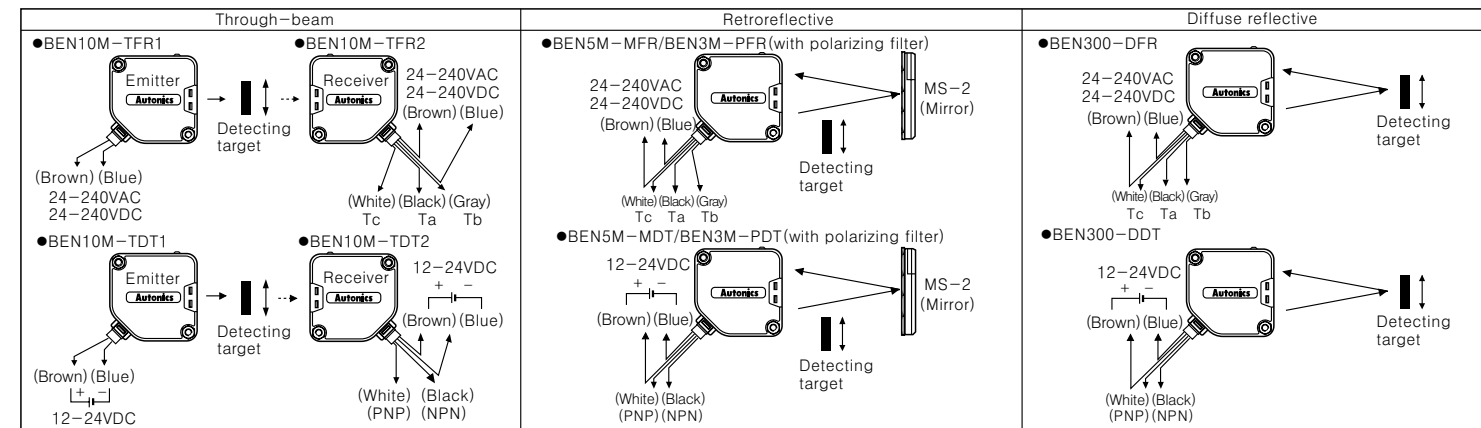 Through-beam
●BEN10M-TFR1
Emitter
Autonics
(Brown) (Blue)
24-240VAC
24-240VDC
Detecting
target
●BEN10M-TFR2
Receiver
Autonics
24-240VAC
24-240VDC
(Brown) (Blue)
(White) (Black) (Gray)
Tc Ta Tb
●BEN10M-TDT1
Emitter
Autonics
(Brown) (Blue)
+ -
12-24VDC
Detecting
target
●BEN10M-TDT2
Receiver
Autonics
12-24VDC
+ -
(Brown) (Blue)
(White) (Black)
(PNP) (NPN)
Retroreflective
●BEN5M-MFR/BEN3M-PFR(with polarizing filter)
24-240VAC
24-240VDC
(Brown) (Blue)
Autonics
MS-2
(Mirror)
Detecting
target
(White) (Black) (Gray)
Tc Ta Tb
●BEN5M-MDT/BEN3M-PDT(with polarizing filter)
12-24VDC
+ -
(Brown) (Blue)
Autonics
MS-2
(Mirror)
Detecting
target
(White) (Black)
(PNP) (NPN)
Diffuse reflective
●BEN300-DFR
24-240VAC
24-240VDC
(Brown) (Blue)
Autonics
Detecting
target
(White) (Black) (Gray)
Tc Ta Tb
●BEN300-DDT
12-24VDC
+ -
(Brown) (Blue)
Autonics
Detecting
target
(White) (Black)
(PNP) (NPN)